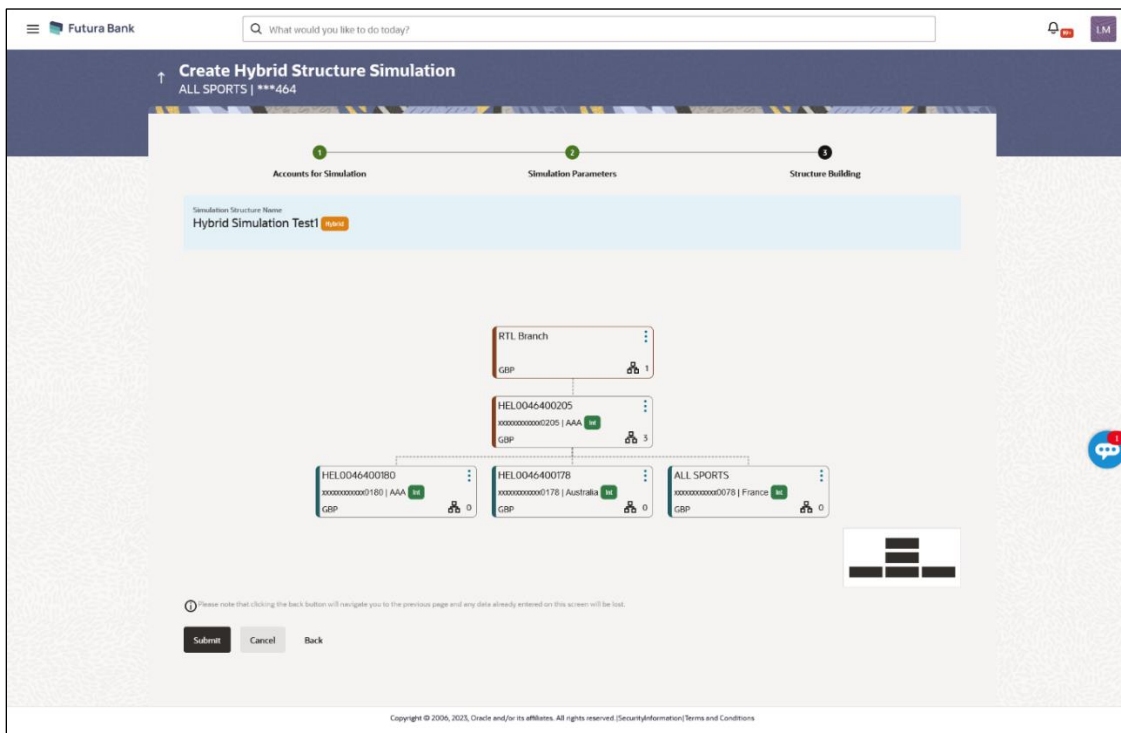 Futura Bank
What would you like to do today?
LM
Create Hybrid Structure Simulation
ALL SPORTS | ***464
1
2
3
Accounts for Simulation
Simulation Parameters
Structure Building
Simulation Structure Name
Hybrid Simulation Test1 Hybrid
RTL Branch
GBP 1
HEL0046400205
xxxxxxxxxxxx0205 | AAA Int
GBP 3
HEL0046400180
xxxxxxxxxxxx0180 | AAA Int
GBP 0
HEL0046400178
xxxxxxxxxxxx0178 | Australia Int
GBP 0
ALL SPORTS
xxxxxxxxxxxx0078 | France Int
GBP 0
1
Please note that clicking the back button will navigate you to the previous page and any data already entered on this screen will be lost.
Submit
Cancel
Back
Copyright © 2006, 2023, Oracle and/or its affiliates. All rights reserved.|SecurityInformation|Terms and Conditions